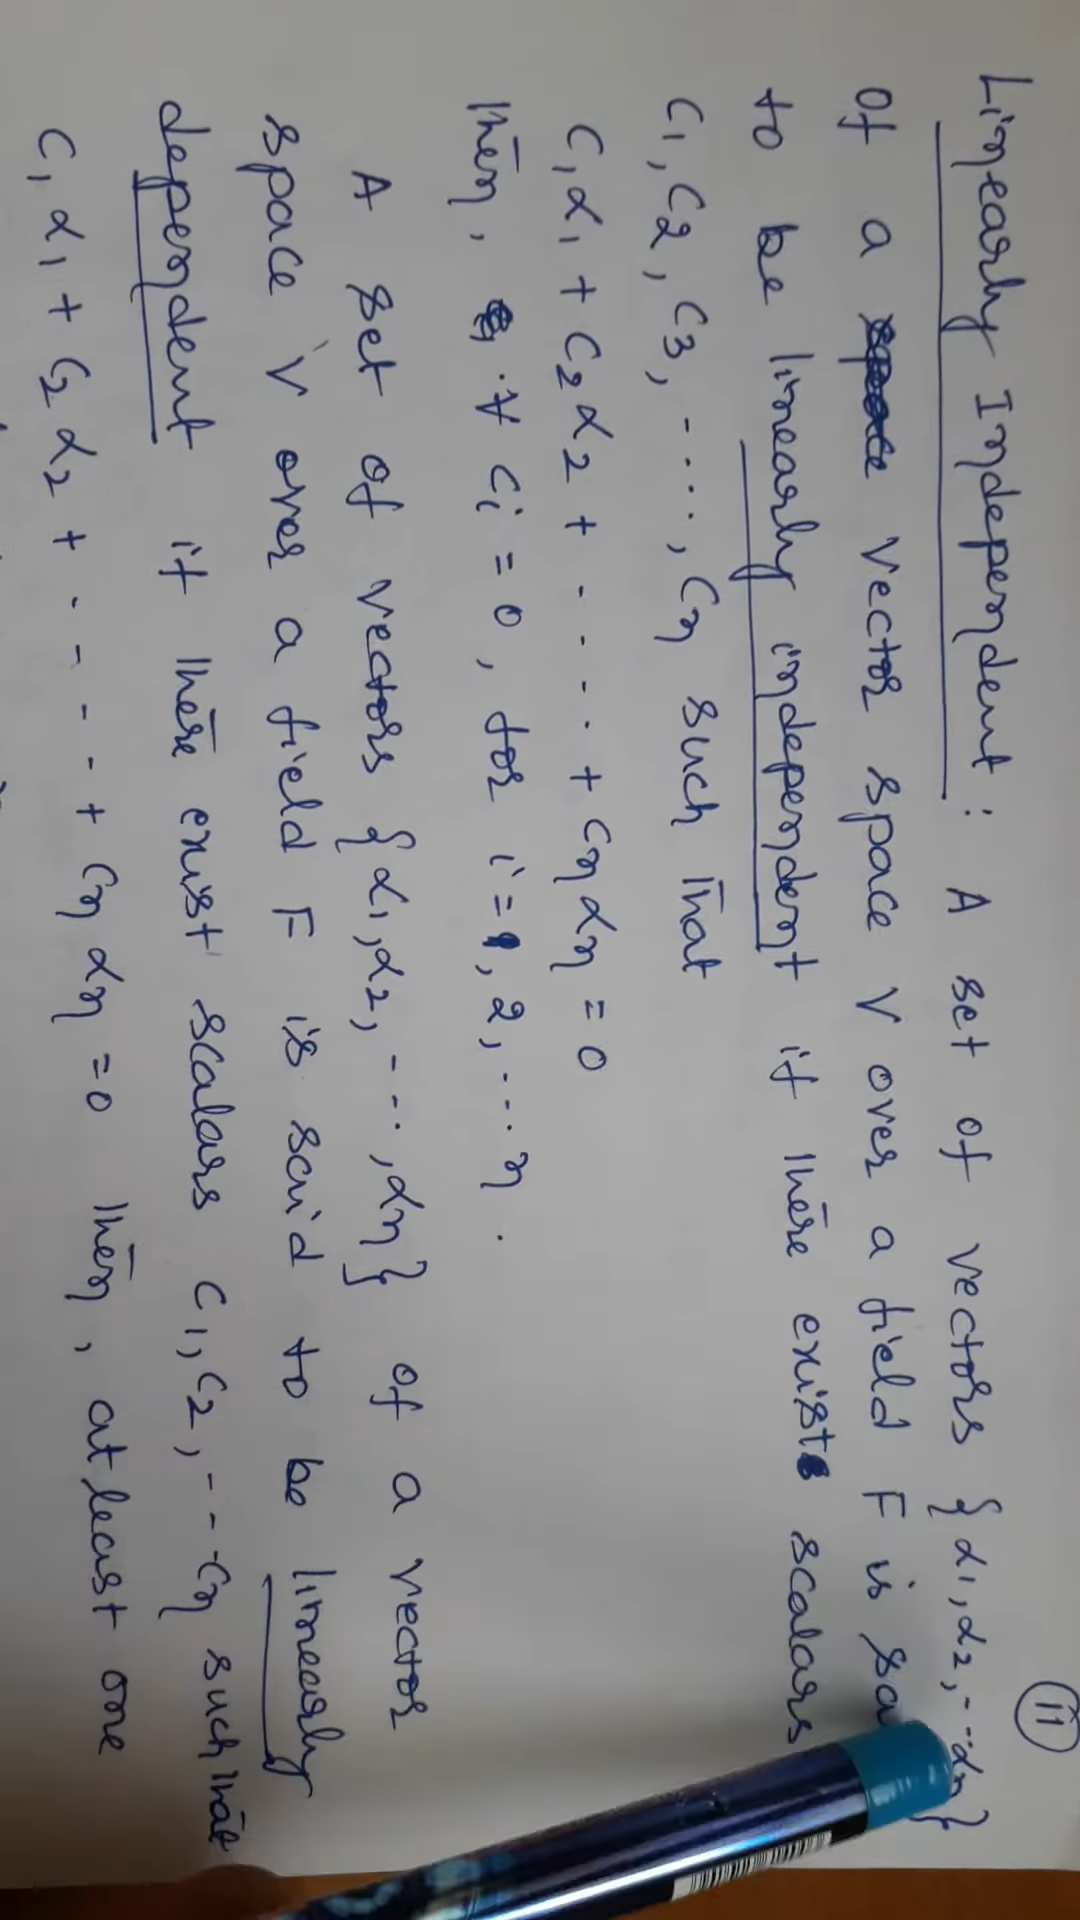 11
Linearly Independent : A set of vectors {α1, α2, -..αn}
of a vector space V over a field F is sa
to be linearly independent if there exists scalars
C1, C2, C3, -..., Cn such that
C1α1 + C2α2 + .... + Cnαn = 0
Then, ∀ Ci = 0, for i = 1, 2, ...n.
A set of vectors {α1, α2, -.., αn} of a vector
space V over a field F is said to be linearly
dependent if there exist scalars C1, C2, --.Cn such that
C1α1 + C2α2 + .--.+ Cnαn = 0 then, at least one